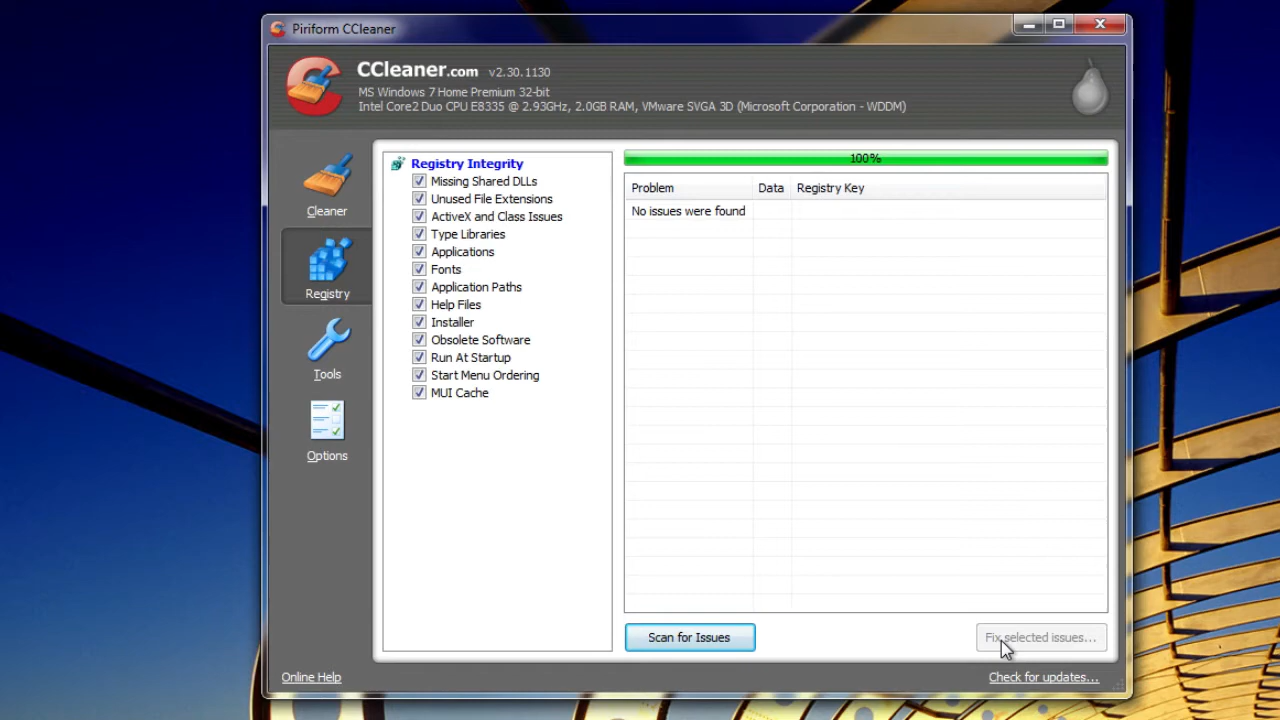 Piriform CCleaner
CCleaner.com v2.30.1130
MS Windows 7 Home Premium 32-bit
Intel Core2 Duo CPU E8335 @ 2.93GHz, 2.0GB RAM, VMware SVGA 3D (Microsoft Corporation - WDDM)
Cleaner
Registry
Tools
Options
Registry Integrity
Missing Shared DLLs
Unused File Extensions
ActiveX and Class Issues
Type Libraries
Applications
Fonts
Application Paths
Help Files
Installer
Obsolete Software
Run At Startup
Start Menu Ordering
MUI Cache
100%
Problem Data Registry Key
No issues were found
Scan for Issues
Fix selected issues...
Online Help
Check for updates...